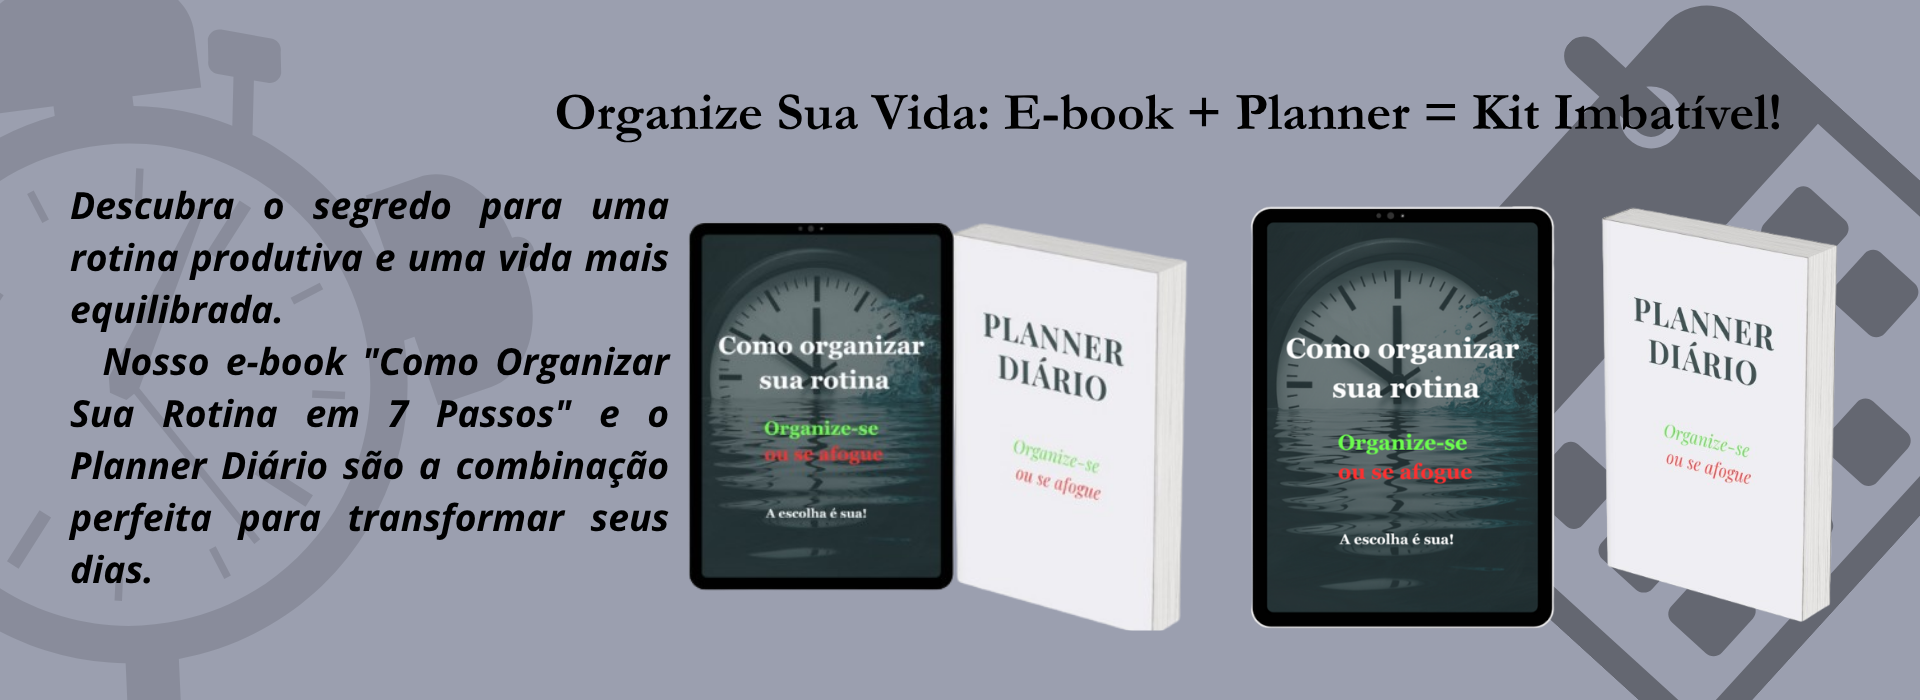 Organize Sua Vida: E-book + Planner = Kit Imbatível!
Descubra o segredo para uma
rotina produtiva e uma vida mais
equilibrada.
Nosso e-book "Como Organizar
Sua Rotina em 7 Passos" e o
Planner Diário são a combinação
perfeita para transformar seus
dias.
Como organizar
sua rotina
Organize-se
ou se afogue
A escolha é sua!
PLANNER
DIÁRIO
Organize-se
ou se afogue
Como organizar
sua rotina
Organize-se
ou se afogue
A escolha é sua!
PLANNER
DIÁRIO
Organize-se
ou se afogue